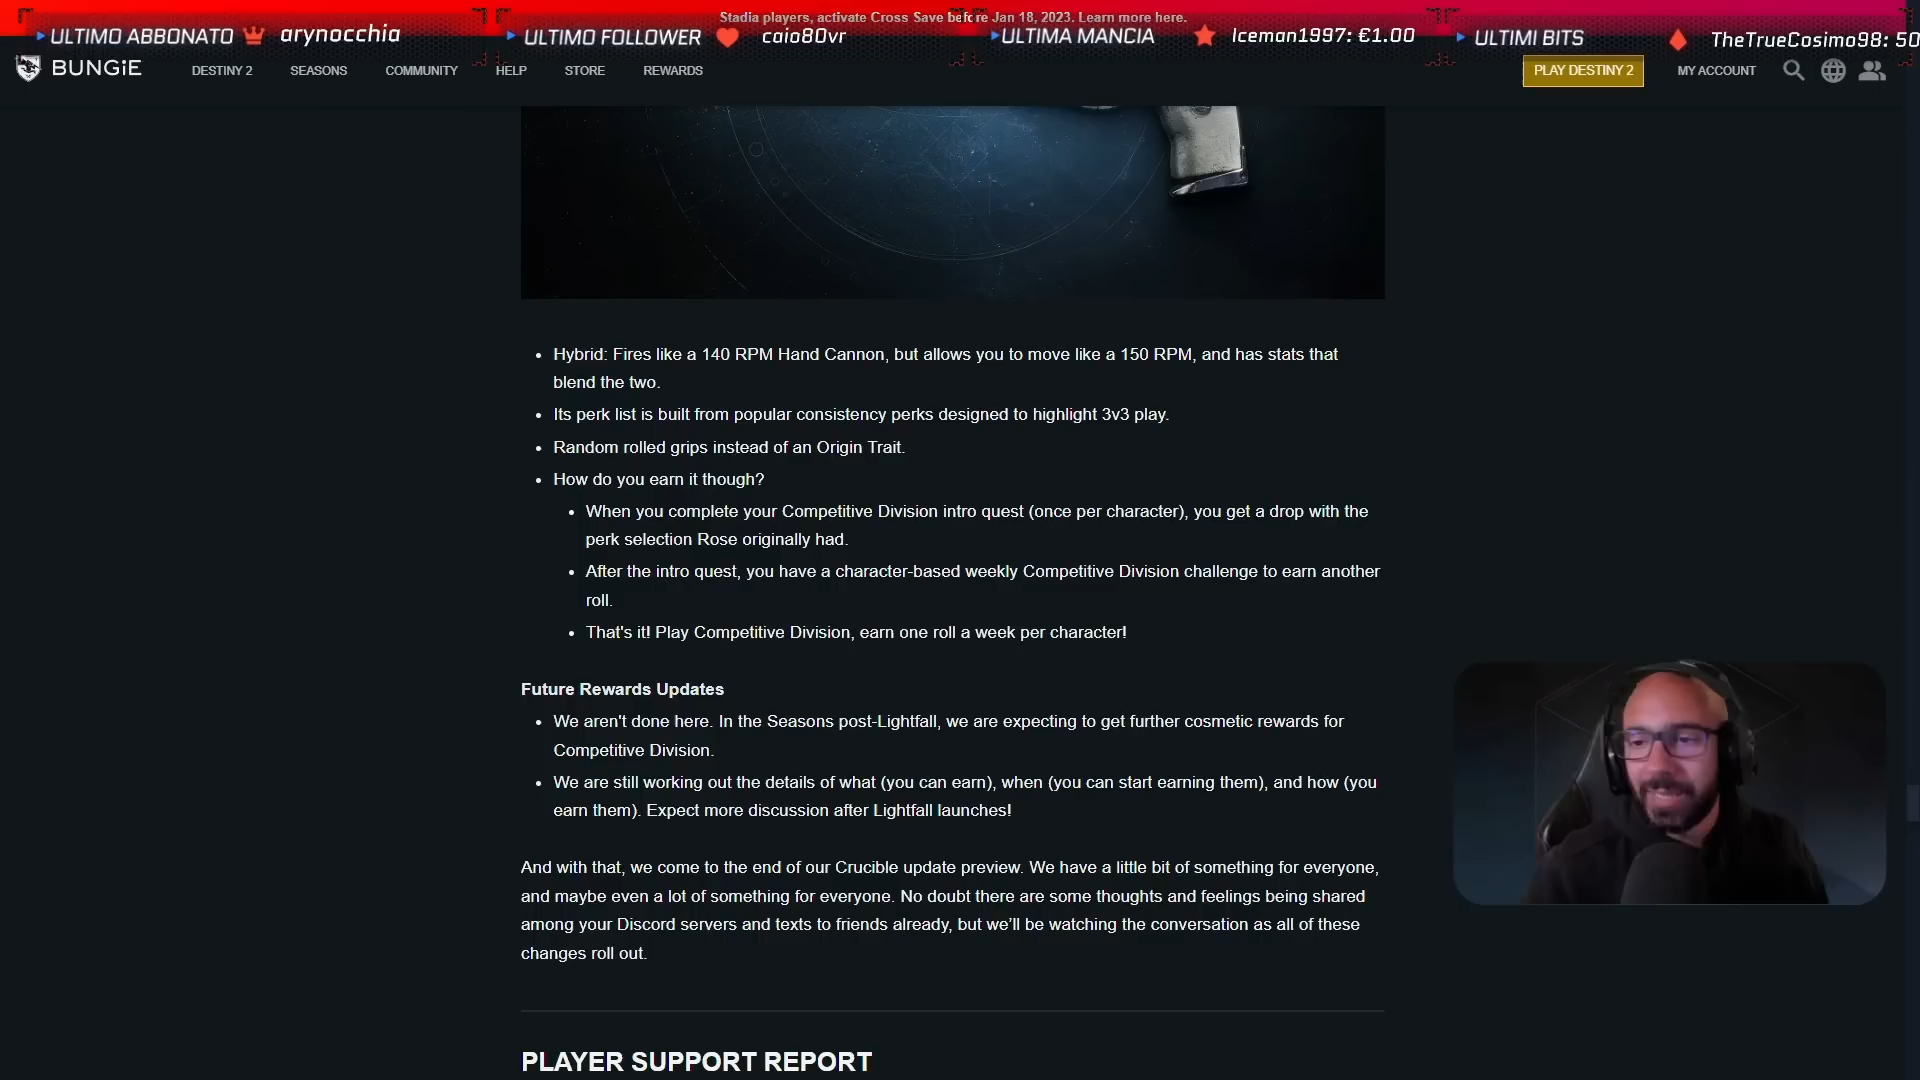 Stadia players, activate Cross Save before Jan 18, 2023. Learn more here.
ULTIMO ABBONATO arynocchia ULTIMO FOLLOWER caio80vr ULTIMA MANCIA Iceman1997: €1.00 ULTIMI BITS TheTrueCosimo98: 50
BUNGiE DESTINY 2 SEASONS COMMUNITY HELP STORE REWARDS PLAY DESTINY 2 MY ACCOUNT
• Hybrid: Fires like a 140 RPM Hand Cannon, but allows you to move like a 150 RPM, and has stats that
blend the two.
• Its perk list is built from popular consistency perks designed to highlight 3v3 play.
• Random rolled grips instead of an Origin Trait.
• How do you earn it though?
• When you complete your Competitive Division intro quest (once per character), you get a drop with the
perk selection Rose originally had.
• After the intro quest, you have a character-based weekly Competitive Division challenge to earn another
roll.
• That's it! Play Competitive Division, earn one roll a week per character!
Future Rewards Updates
• We aren't done here. In the Seasons post-Lightfall, we are expecting to get further cosmetic rewards for
Competitive Division.
• We are still working out the details of what (you can earn), when (you can start earning them), and how (you
earn them). Expect more discussion after Lightfall launches!
And with that, we come to the end of our Crucible update preview. We have a little bit of something for everyone,
and maybe even a lot of something for everyone. No doubt there are some thoughts and feelings being shared
among your Discord servers and texts to friends already, but we’ll be watching the conversation as all of these
changes roll out.
PLAYER SUPPORT REPORT